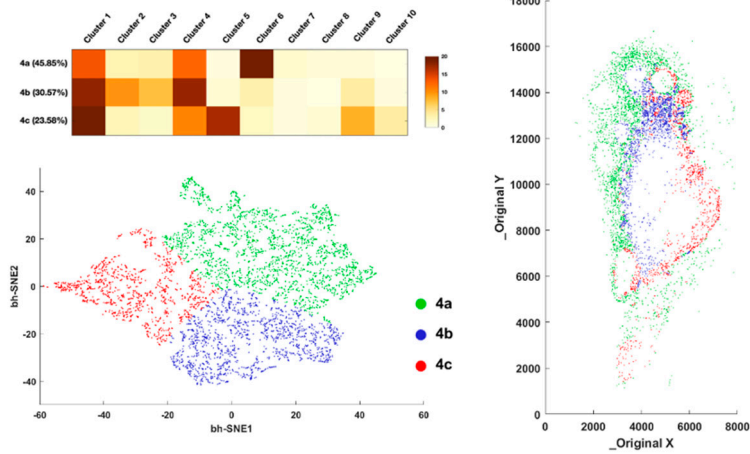 Cluster 1
Cluster 2
Cluster 3
Cluster 4
Cluster 5
Cluster 6
Cluster 7
Cluster 8
Cluster 9
Cluster 10
4a (45.85%)
4b (30.57%)
4c (23.58%)
20
15
10
5
0
40
20
0
-20
-40
bh-SNE2
-60
-40
-20
0
20
40
60
bh-SNE1
4a
4b
4c
18000
16000
14000
12000
10000
8000
6000
4000
2000
0
_Original Y
0
2000
4000
6000
8000
_Original X